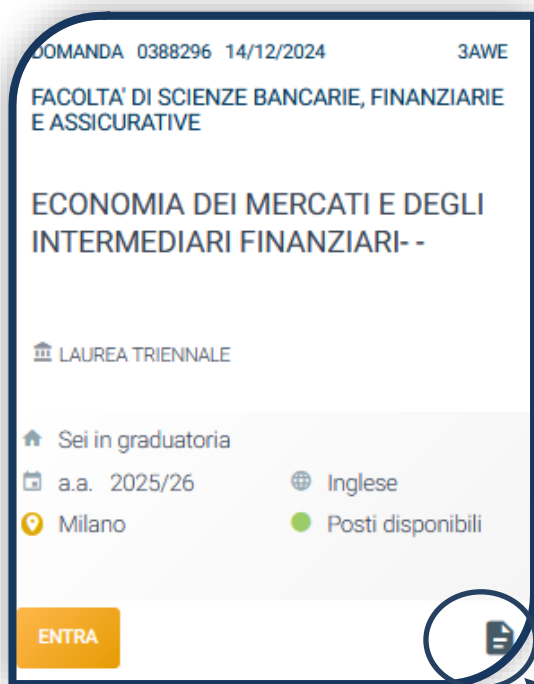 DOMANDA 0388296 14/12/2024 3AWE
FACOLTA' DI SCIENZE BANCARIE, FINANZIARIE
E ASSICURATIVE
ECONOMIA DEI MERCATI E DEGLI
INTERMEDIARI FINANZIARI- -
LAUREA TRIENNALE
Sei in graduatoria
a.a. 2025/26 Inglese
Milano Posti disponibili
ENTRA